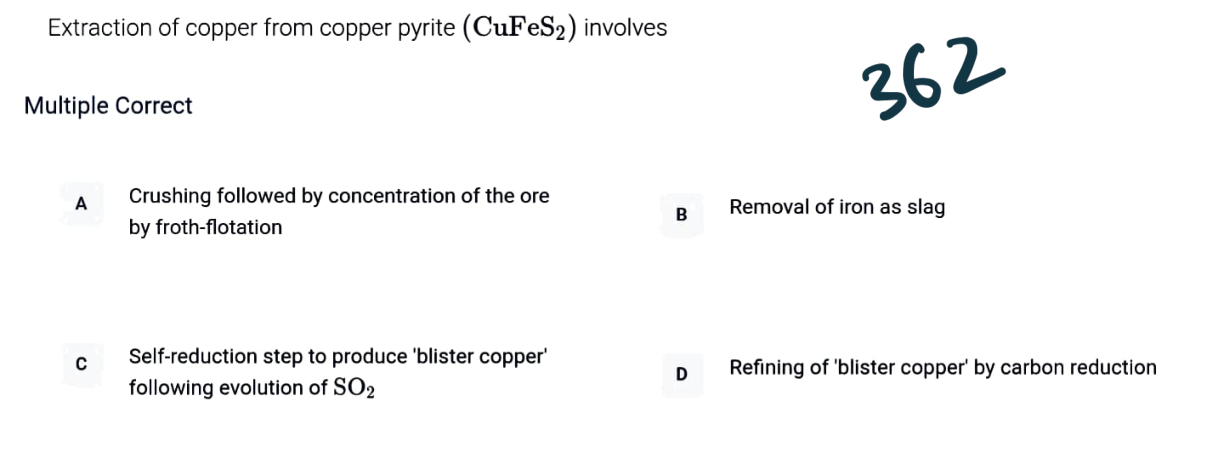 Extraction of copper from copper pyrite (CuFeS₂) involves
362
Multiple Correct
A
Crushing followed by concentration of the ore
by froth-flotation
B
Removal of iron as slag
C
Self-reduction step to produce 'blister copper'
following evolution of SO₂
D
Refining of 'blister copper' by carbon reduction